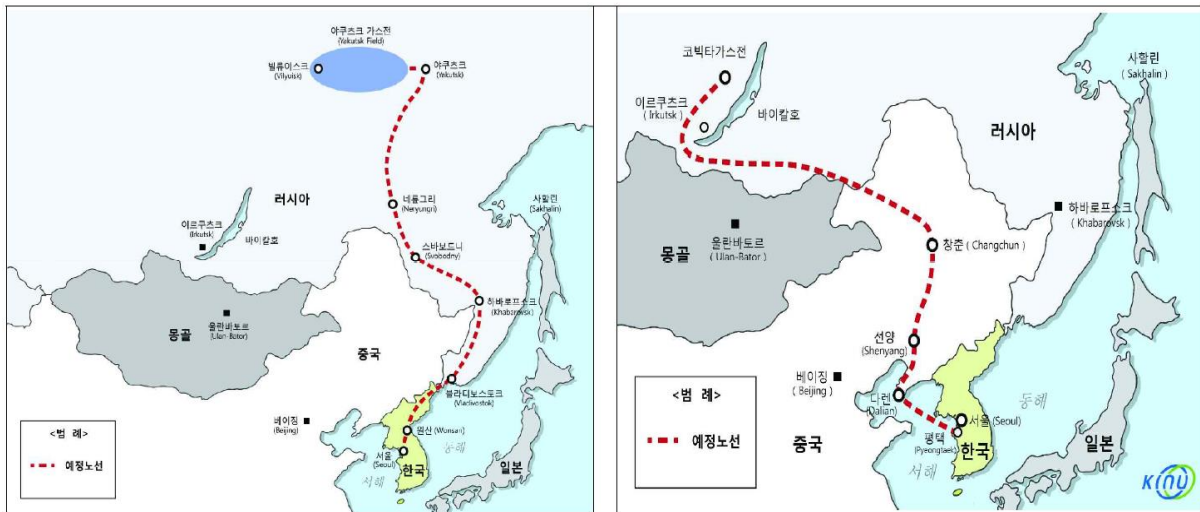 야쿠츠크 가스전
(Yakutsk Field)
빌류이스크
(Vilyuisk)
야쿠츠크
(Yakutsk)
러시아
네륜그리
(Neryungri)
사할린
(Sakhalin)
이르쿠츠크
(Irkutsk)
바이칼호
스바보드니
(Svobodny)
하바로프스크
(Khabarovsk)
울란바토르
(Ulan-Bator)
몽골
중국
블라디보스토크
(Vladivostok)
베이징
(Beijing)
원산 (Wonsan)
동해
서울
(Seoul)
한국
서해
일본
<범 례>
예정노선
코빅타가스전
사할린
( Sakhalin )
이르쿠츠크
( Irkutsk )
바이칼호
러시아
하바로프스크
( Khabarovsk )
울란바토르
( Ulan-Bator )
몽골
창춘 ( Changchun )
선양
(Shenyang)
베이징
( Beijing )
다렌
(Dalian)
동해
서울 (Seoul)
평택
(Pyeongtaek)
한국
중국
서해
일본
<범 례>
예정노선
KINU